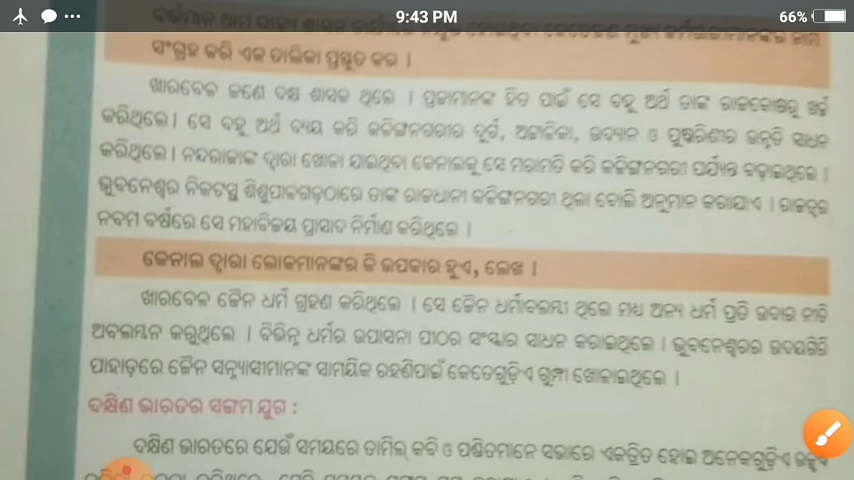 9:43 PM
66%
ବର୍ତ୍ତମାନ ଆମ ରାଜ୍ୟ ଶାସନ
ସଂଗ୍ରହ କରି ଏକ ତାଲିକା ପ୍ରସ୍ତୁତ କର ।
ଖାରବେଳ ଜଣେ ଦକ୍ଷ ଶାସକ ଥିଲେ । ପ୍ରଜାମାନଙ୍କ ହିତ ପାଇଁ ସେ ବହୁ ଅର୍ଥ ତାଙ୍କ ରାଜକୋଷରୁ ଖର୍ଚ୍ଚ
କରିଥିଲେ । ସେ ବହୁ ଅର୍ଥ ବ୍ୟୟ କରି କଳିଙ୍ଗନଗରୀର ଦୁର୍ଗ, ଅଟ୍ଟାଳିକା, ଉଦ୍ୟାନ ଓ ପୁଷ୍କରିଣୀର ଉନ୍ନତି ସାଧନ
କରିଥିଲେ । ନନ୍ଦରାଜାଙ୍କ ଦ୍ୱାରା ଖୋଳା ଯାଇଥିବା କେନାଲକୁ ସେ ମରାମତି କରି କଳିଙ୍ଗନଗରୀ ପର୍ଯ୍ୟନ୍ତ ବଢ଼ାଇଥିଲେ ।
ଭୁବନେଶ୍ୱର ନିକଟସ୍ଥ ଶିଶୁପାଳଗଡ଼ଠାରେ ତାଙ୍କ ରାଜଧାନୀ କଳିଙ୍ଗନଗରୀ ଥିଲା ବୋଲି ଅନୁମାନ କରାଯାଏ । ରାଜତ୍ୱର
ନବମ ବର୍ଷରେ ସେ ମହାବିଜୟ ପ୍ରାସାଦ ନିର୍ମାଣ କରିଥିଲେ ।
କେନାଲ ଦ୍ୱାରା ଲୋକମାନଙ୍କର କି ଉପକାର ହୁଏ, ଲେଖ ।
ଖାରବେଳ ଜୈନ ଧର୍ମ ଗ୍ରହଣ କରିଥିଲେ । ସେ ଜୈନ ଧର୍ମାବଲମ୍ବୀ ଥିଲେ ମଧ୍ୟ ଅନ୍ୟ ଧର୍ମ ପ୍ରତି ଉଦାର ନୀତି
ଅବଲମ୍ବନ କରୁଥିଲେ । ବିଭିନ୍ନ ଧର୍ମର ଉପାସନା ପୀଠର ସଂସ୍କାର ସାଧନ କରାଇଥିଲେ । ଭୁବନେଶ୍ୱରର ଉଦୟଗିରି
ପାହାଡ଼ରେ ଜୈନ ସନ୍ନ୍ୟାସୀମାନଙ୍କ ସାମୟିକ ରହଣିପାଇଁ କେତେଗୁଡ଼ିଏ ଗୁମ୍ଫା ଖୋଳାଇଥିଲେ ।
ଦକ୍ଷିଣ ଭାରତର ସଙ୍ଗମ ଯୁଗ :
ଦକ୍ଷିଣ ଭାରତରେ ଯେଉଁ ସମୟରେ ତାମିଲ୍ କବି ଓ ପଣ୍ଡିତମାନେ ସଭାରେ ଏକତ୍ରିତ ହୋଇ ଅନେକଗୁଡ଼ିଏ